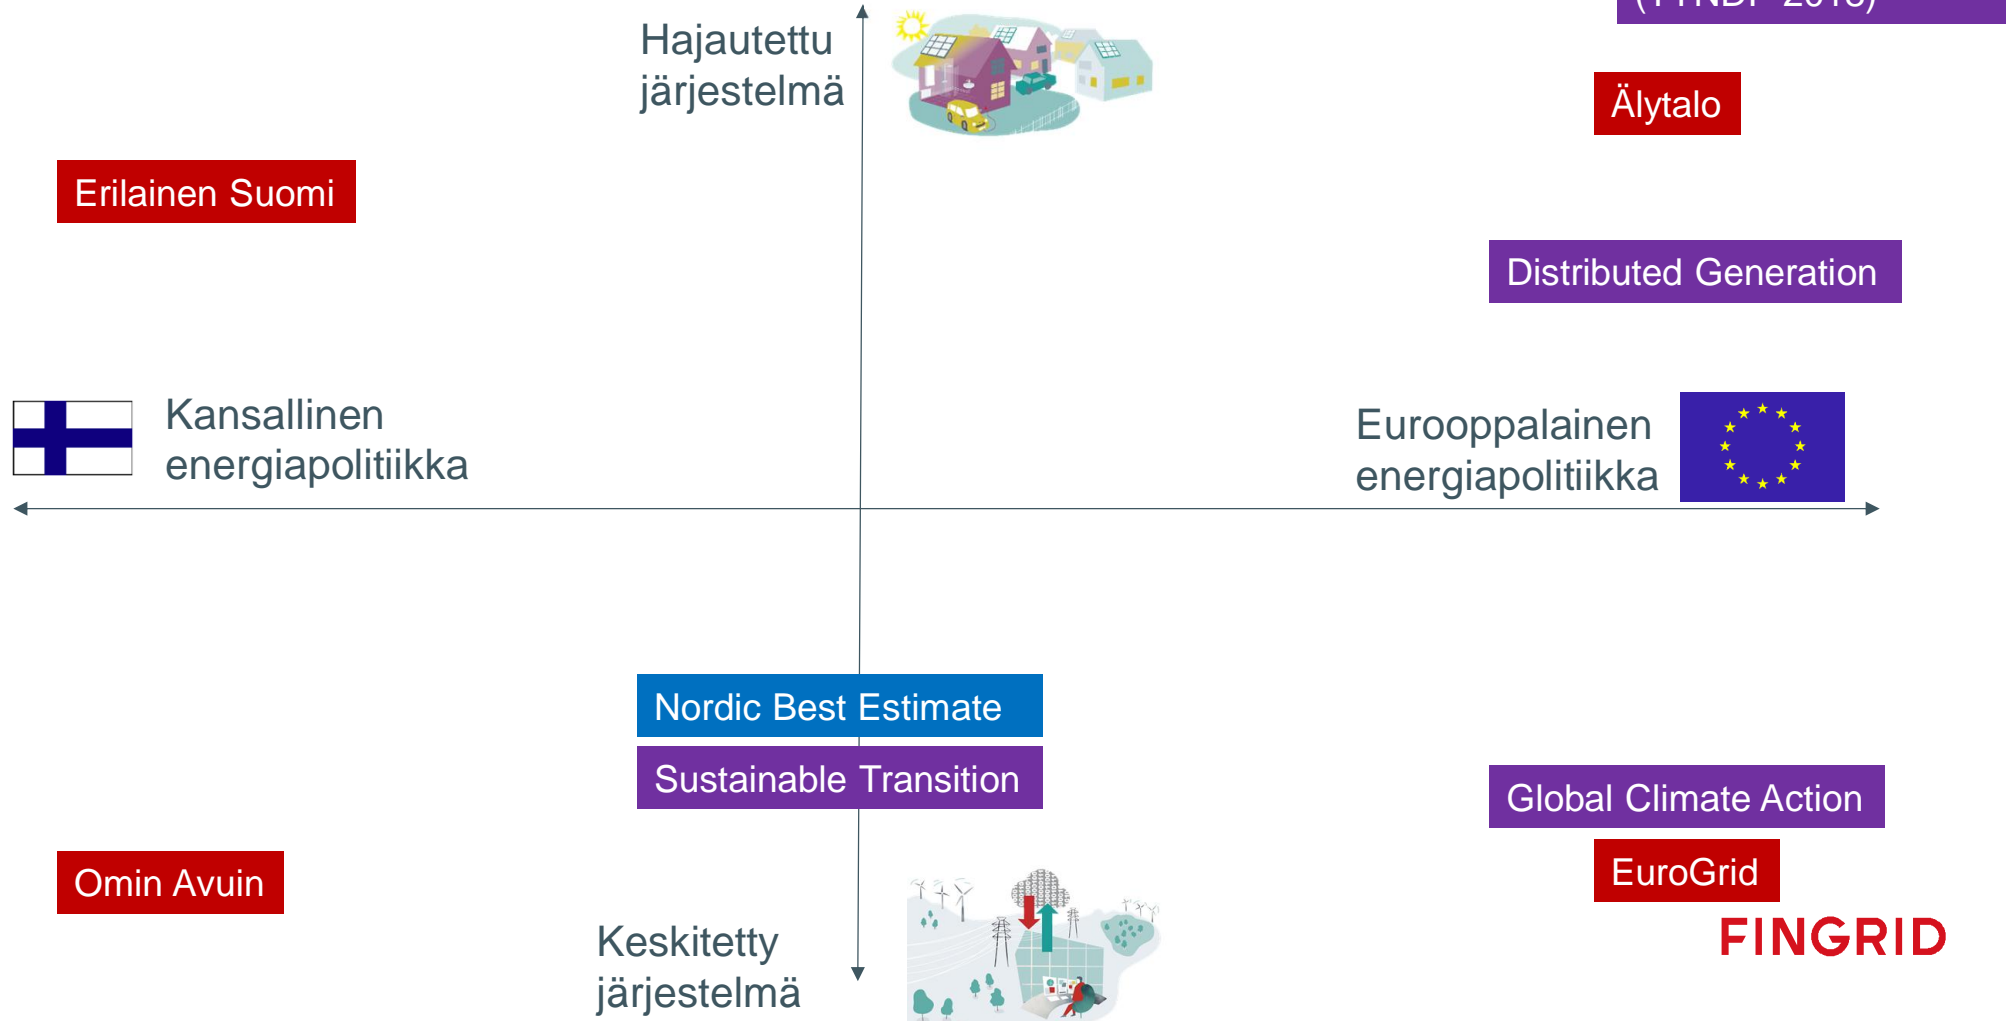 Hajautettu
järjestelmä
Älytalo
Erilainen Suomi
Distributed Generation
Kansallinen
energiapolitiikka
Eurooppalainen
energiapolitiikka
Nordic Best Estimate
Sustainable Transition
Global Climate Action
Omin Avuin
EuroGrid
FINGRID
Keskitetty
järjestelmä